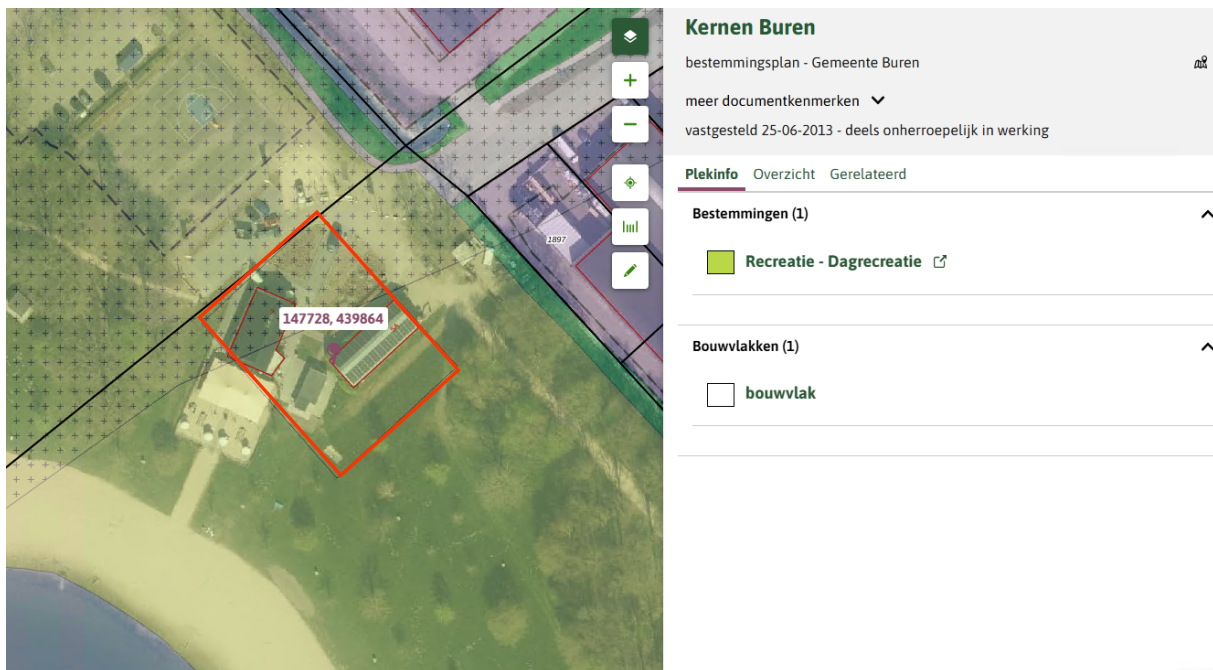 Kernen Buren
bestemmingsplan - Gemeente Buren
meer documentkenmerken
vastgesteld 25-06-2013 - deels onherroepelijk in werking
Plekinfo Overzicht Gerelateerd
Bestemmingen (1)
Recreatie - Dagrecreatie
Bouwvlakken (1)
bouwvlak
1897
147728, 439864